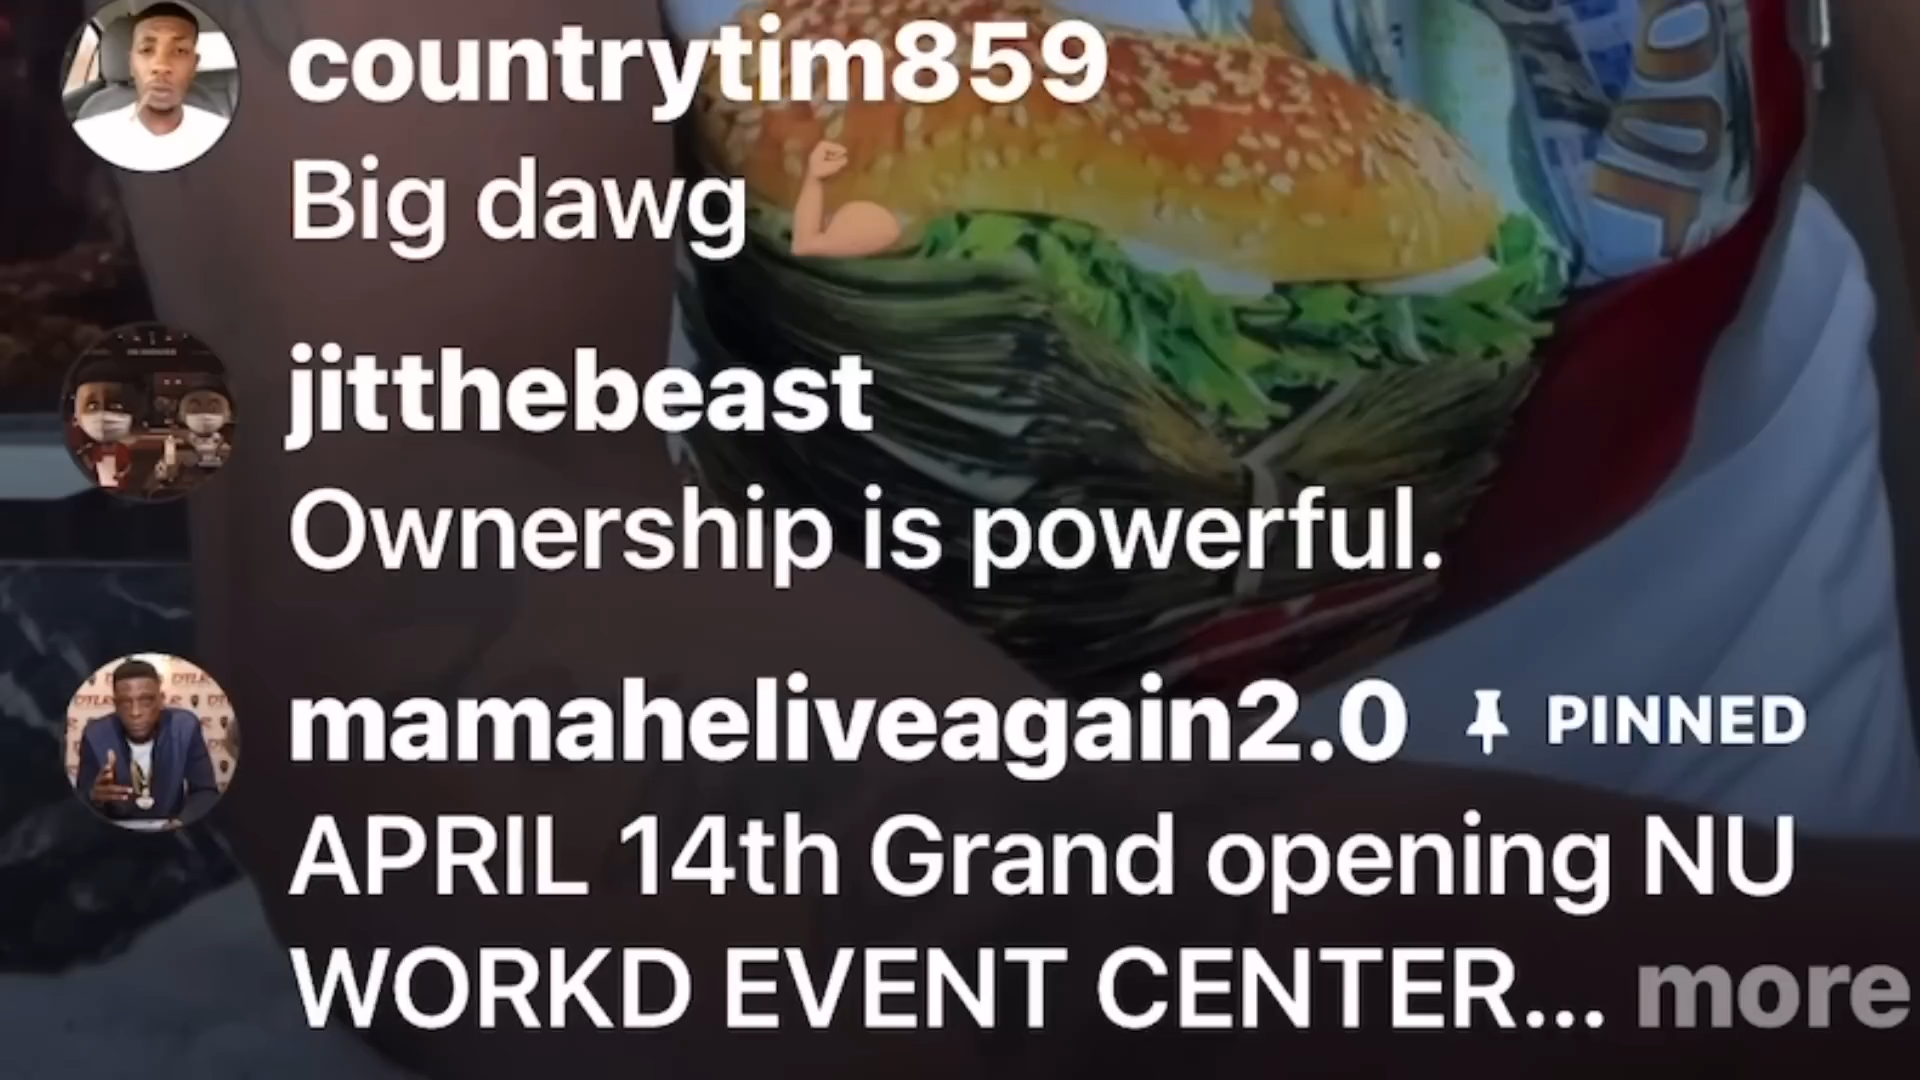 countrytim859
Big dawg 💪🏼
jitthebeast
Ownership is powerful.
mamaheliveagain2.0 PINNED
APRIL 14th Grand opening NU
WORKD EVENT CENTER... more